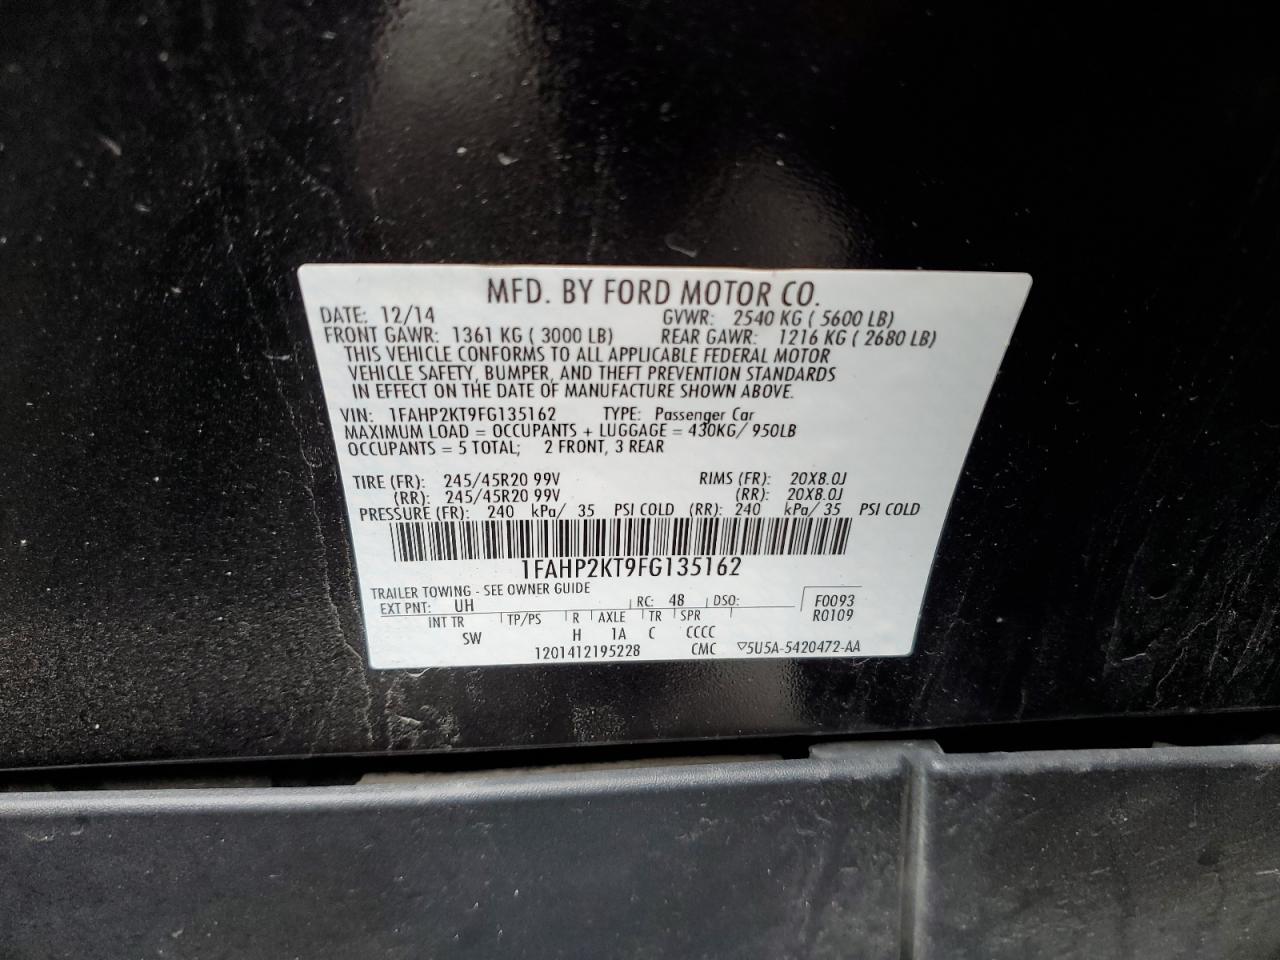 MFD. BY FORD MOTOR CO.
DATE: 12/14 GVWR: 2540 KG ( 5600 LB)
FRONT GAWR: 1361 KG ( 3000 LB) REAR GAWR: 1216 KG ( 2680 LB)
THIS VEHICLE CONFORMS TO ALL APPLICABLE FEDERAL MOTOR
VEHICLE SAFETY, BUMPER, AND THEFT PREVENTION STANDARDS
IN EFFECT ON THE DATE OF MANUFACTURE SHOWN ABOVE.
VIN: 1FAHP2KT9FG135162 TYPE: Passenger Car
MAXIMUM LOAD = OCCUPANTS + LUGGAGE = 430KG/ 950LB
OCCUPANTS = 5 TOTAL; 2 FRONT, 3 REAR
TIRE (FR): 245/45R20 99V RIMS (FR): 20X8.0J
(RR): 245/45R20 99V (RR): 20X8.0J
PRESSURE (FR): 240 kPa/ 35 PSI COLD (RR): 240 kPa/ 35 PSI COLD
1FAHP2KT9FG135162
TRAILER TOWING - SEE OWNER GUIDE
EXT PNT: UH RC: 48 DSO: F0093
INT TR TP/PS R AXLE TR SPR R0109
SW H 1A C CCCC
1201412195228 CMC ▽5U5A-5420472-AA